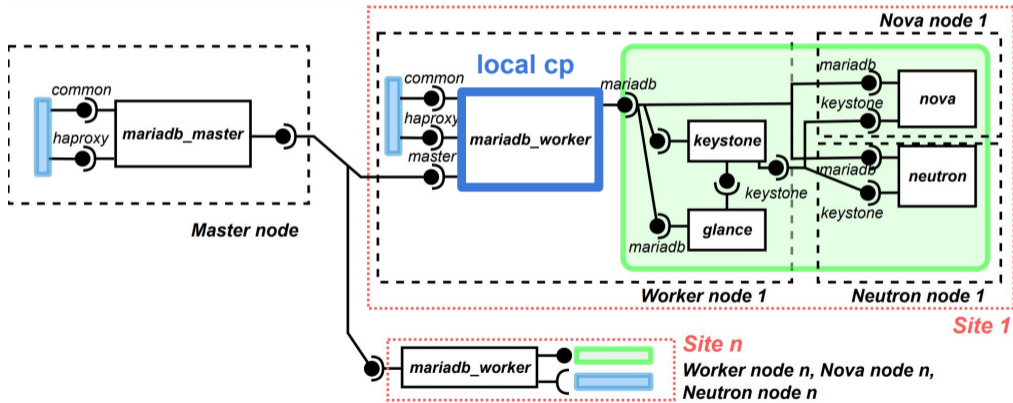 common
haproxy
mariadb_master
Master node
local cp
common
haproxy
master
mariadb_worker
mariadb
keystone
glance
mariadb
keystone
Worker node 1
Nova node 1
mariadb
keystone
nova
mariadb
keystone
neutron
Neutron node 1
Site 1
mariadb_worker
Site n
Worker node n, Nova node n,
Neutron node n